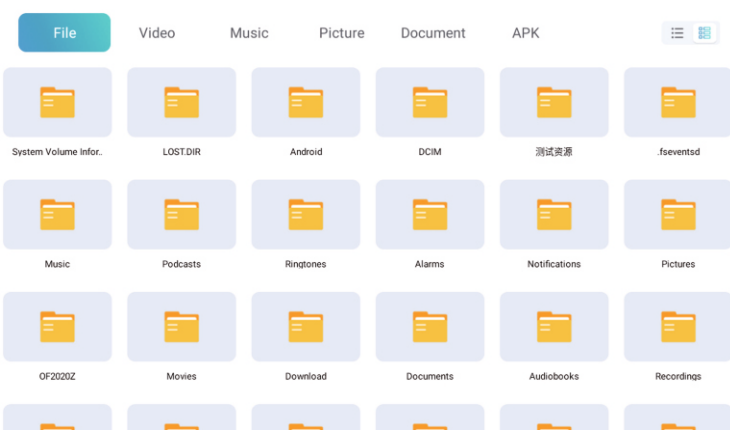 File Video Music Picture Document APK
System Volume Infor..
LOST.DIR
Android
DCIM
测试资源
.fseventsd
Music
Podcasts
Ringtones
Alarms
Notifications
Pictures
OF2020Z
Movies
Download
Documents
Audiobooks
Recordings